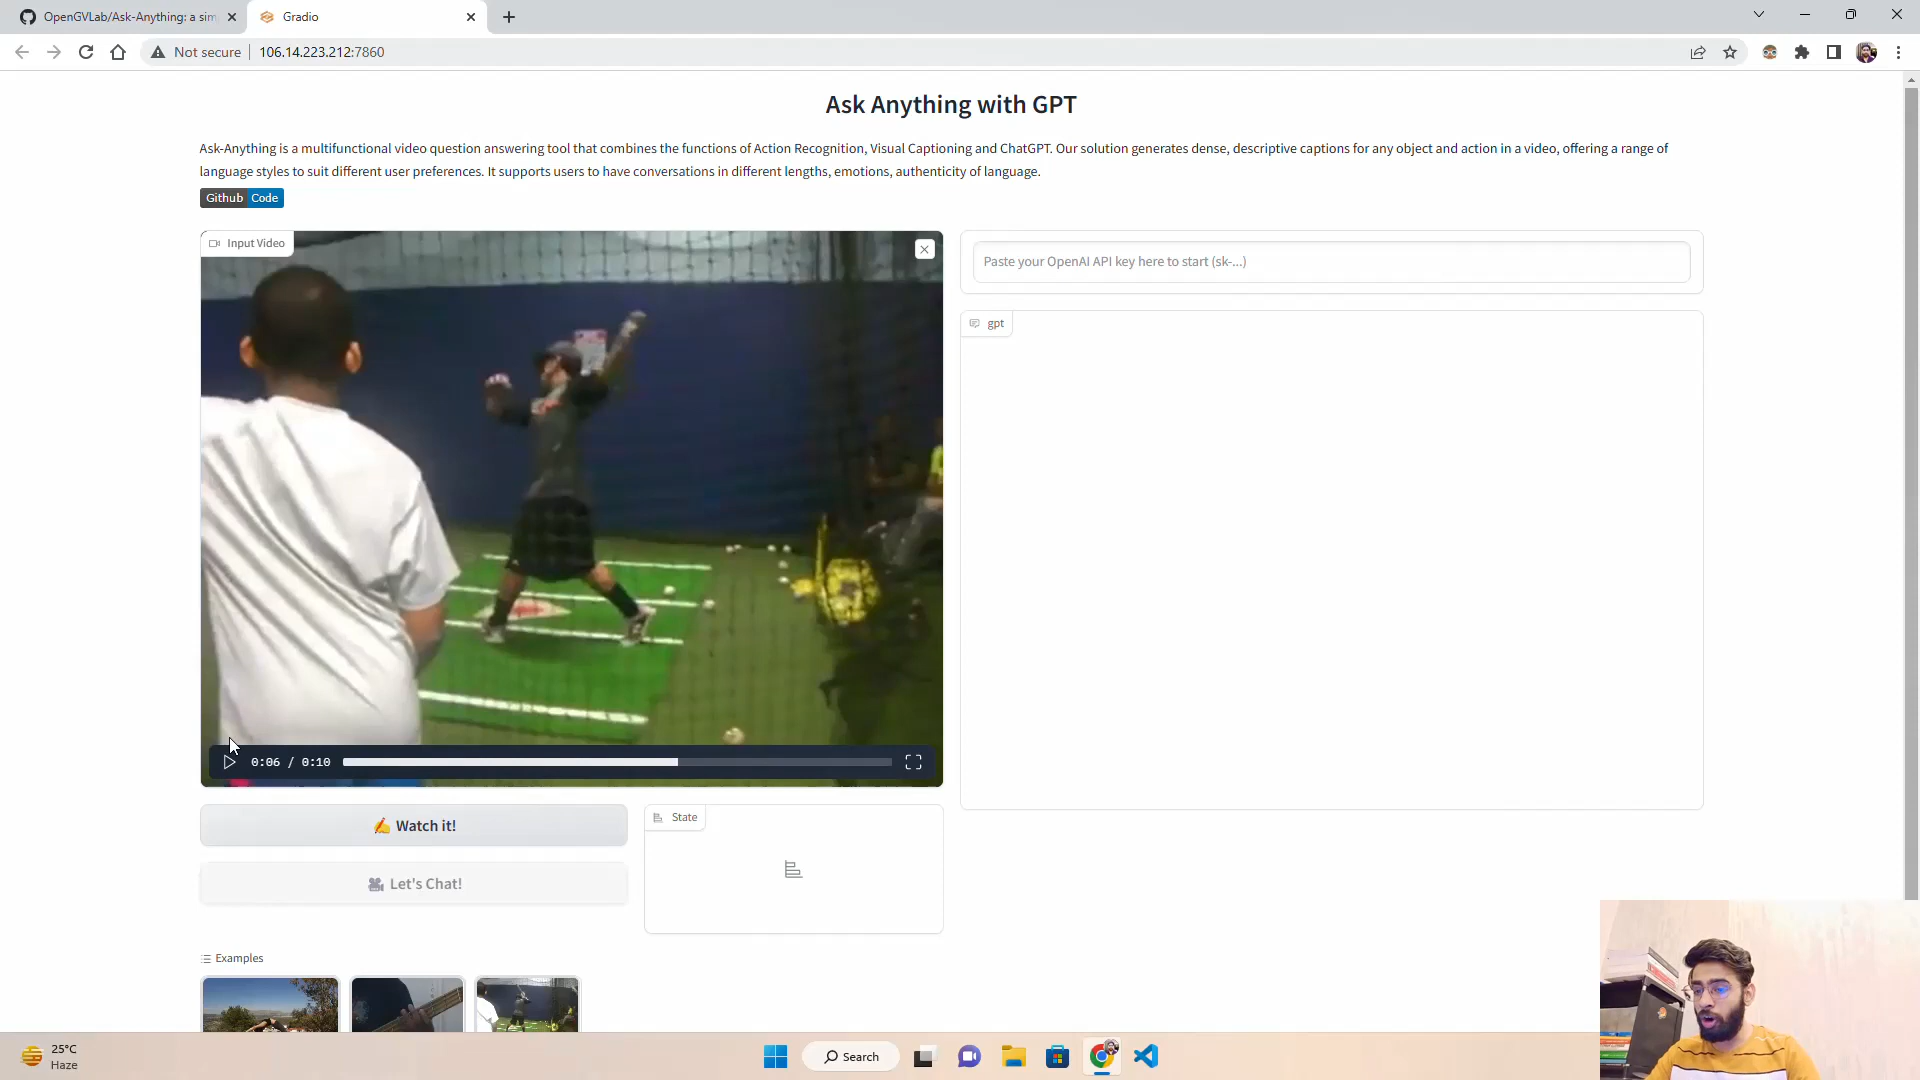 OpenGVLab/Ask-Anything: a sim
Gradio
Not secure
106.14.223.212:7860
Ask Anything with GPT
Ask-Anything is a multifunctional video question answering tool that combines the functions of Action Recognition, Visual Captioning and ChatGPT. Our solution generates dense, descriptive captions for any object and action in a video, offering a range of
language styles to suit different user preferences. It supports users to have conversations in different lengths, emotions, authenticity of language.
Github Code
Input Video
Paste your OpenAI API key here to start (sk-...)
gpt
0:06 / 0:10
Watch it!
State
Let's Chat!
Examples
25°C
Haze
Search